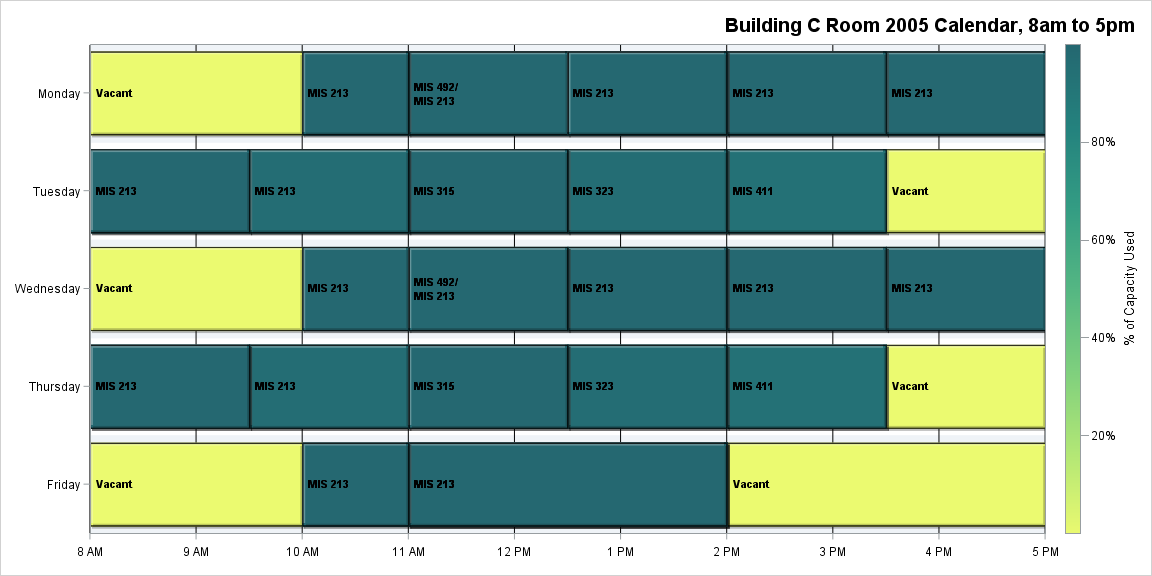 Building C Room 2005 Calendar, 8am to 5pm
Monday
Vacant
MIS 213
MIS 492/
MIS 213
MIS 213
MIS 213
MIS 213
Tuesday
MIS 213
MIS 213
MIS 315
MIS 323
MIS 411
Vacant
Wednesday
Vacant
MIS 213
MIS 492/
MIS 213
MIS 213
MIS 213
MIS 213
Thursday
MIS 213
MIS 213
MIS 315
MIS 323
MIS 411
Vacant
Friday
Vacant
MIS 213
MIS 213
Vacant
8 AM
9 AM
10 AM
11 AM
12 PM
1 PM
2 PM
3 PM
4 PM
5 PM
80%
60%
40%
20%
% of Capacity Used